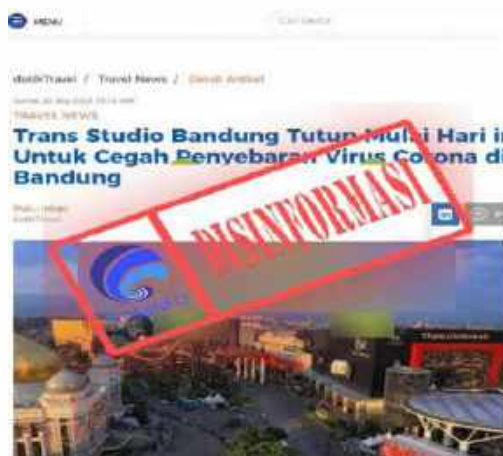 MENU
detikTravel / Travel News / Detail Artikel
TRAVEL NEWS
Trans Studio Bandung Tutup Mulai Hari in
Untuk Cegah Penyebaran Virus Corona di
Bandung
DISINFORMASI